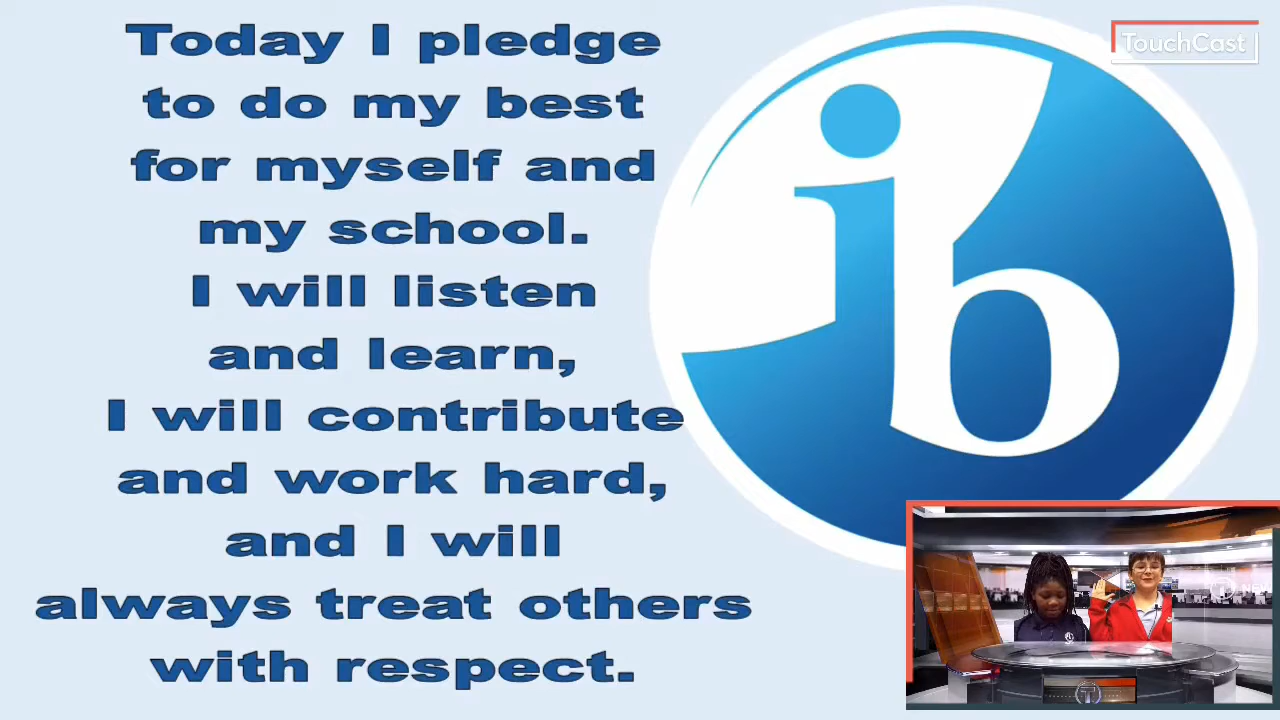 Today I pledge
to do my best
for myself and
my school.
I will listen
and learn,
I will contribute
and work hard,
and I will
always treat others
with respect.
ib
TouchCast
NEWS
T